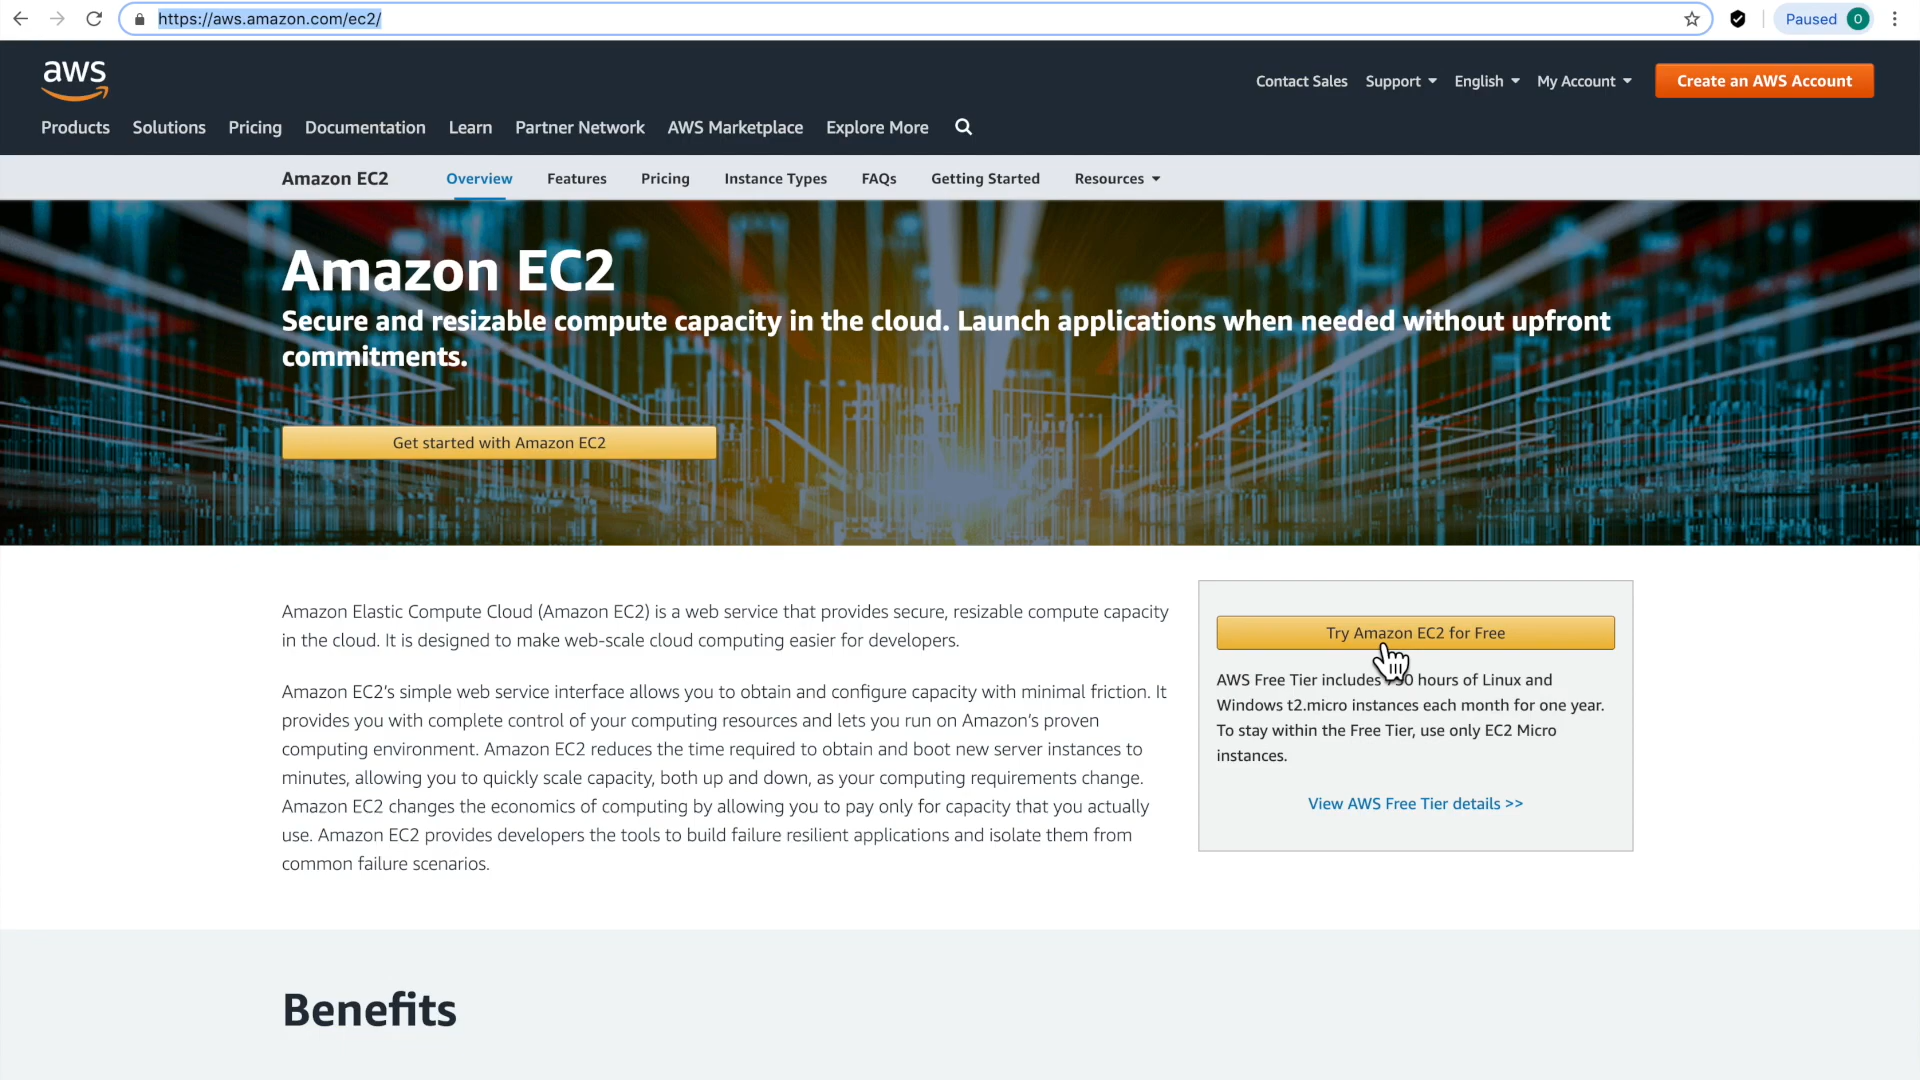 https://aws.amazon.com/ec2/
Paused 0
aws
Contact Sales Support English My Account Create an AWS Account
Products Solutions Pricing Documentation Learn Partner Network AWS Marketplace Explore More
Amazon EC2 Overview Features Pricing Instance Types FAQs Getting Started Resources
Amazon EC2
Secure and resizable compute capacity in the cloud. Launch applications when needed without upfront
commitments.
Get started with Amazon EC2
Amazon Elastic Compute Cloud (Amazon EC2) is a web service that provides secure, resizable compute capacity
in the cloud. It is designed to make web-scale cloud computing easier for developers.
Amazon EC2’s simple web service interface allows you to obtain and configure capacity with minimal friction. It
provides you with complete control of your computing resources and lets you run on Amazon’s proven
computing environment. Amazon EC2 reduces the time required to obtain and boot new server instances to
minutes, allowing you to quickly scale capacity, both up and down, as your computing requirements change.
Amazon EC2 changes the economics of computing by allowing you to pay only for capacity that you actually
use. Amazon EC2 provides developers the tools to build failure resilient applications and isolate them from
common failure scenarios.
Try Amazon EC2 for Free
AWS Free Tier includes hours of Linux and
Windows t2.micro instances each month for one year.
To stay within the Free Tier, use only EC2 Micro
instances.
View AWS Free Tier details >>
Benefits